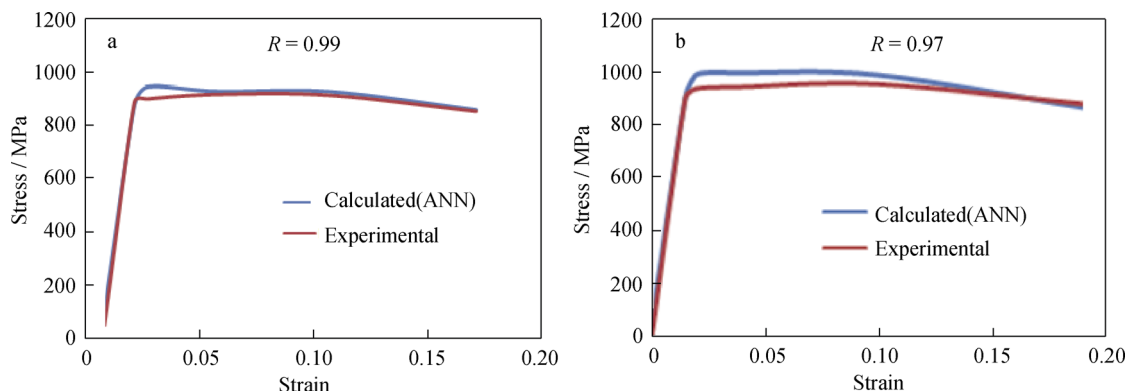 a
R = 0.99
1200
1000
800
600
400
200
0
Stress / MPa
Calculated(ANN)
Experimental
0
0.05
0.10
0.15
0.20
Strain
b
R = 0.97
1200
1000
800
600
400
200
0
Stress / MPa
Calculated(ANN)
Experimental
0
0.05
0.10
0.15
0.20
Strain